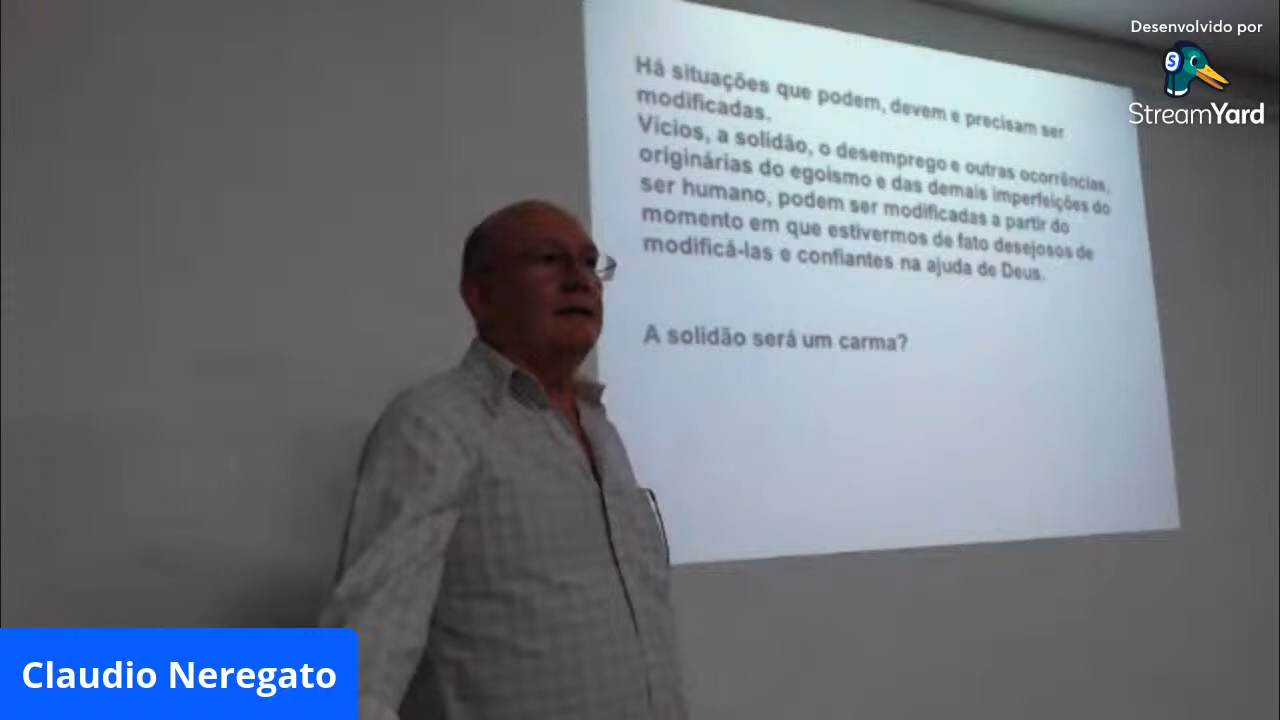 Desenvolvido por
StreamYard
Há situações que podem, devem e precisam ser
modificadas.
Vícios, a solidão, o desemprego e outras ocorrências,
originárias do egoismo e das demais imperfeições do
ser humano, podem ser modificadas a partir do
momento em que estivermos de fato desejosos de
modificá-las e confiantes na ajuda de Deus.
A solidão será um carma?
Claudio Neregato